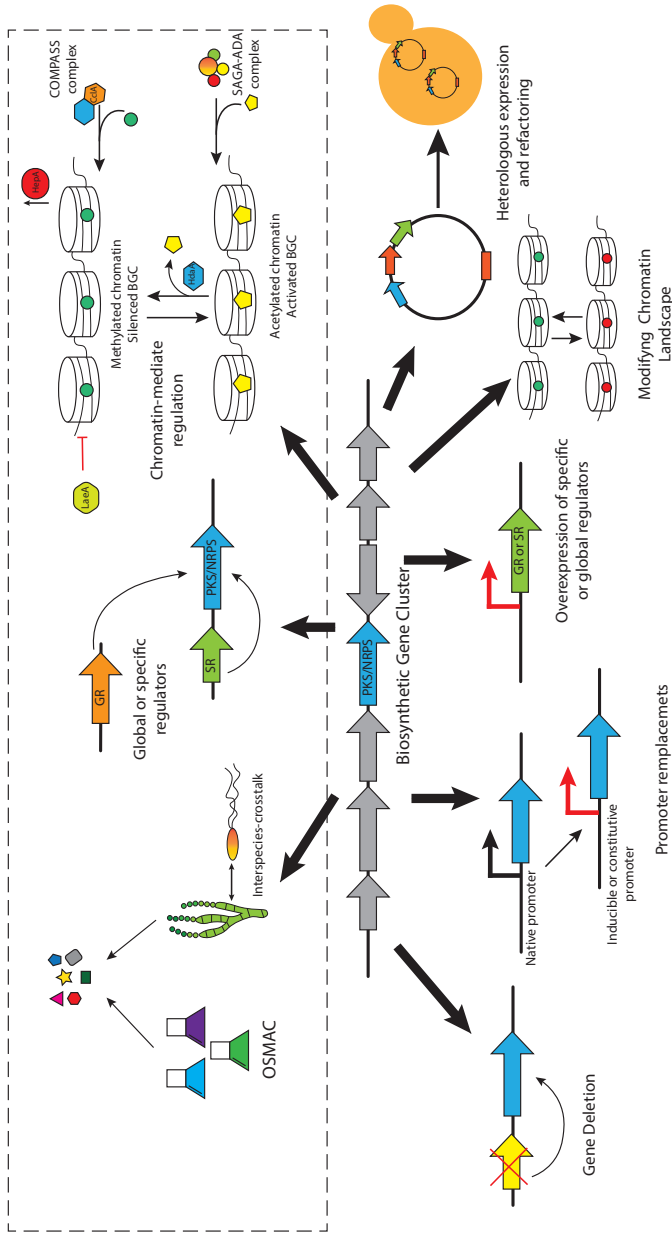 OSMAC
Interspecies-crosstalk
GR
Global or specific
regulators
SR
PKS/NRPS
LaeA
HepA
COMPASS
complex
CclA
Methylated chromatin
Silenced BGC
Chromatin-mediate
regulation
HdaA
SAGA-ADA
complex
Acetylated chromatin
Activated BGC
PKS/NRPS
Biosynthetic Gene Cluster
Gene Deletion
Native promoter
Inducible or constitutive
promoter
Promoter remplacemets
GR or SR
Overexpression of specific
or global regulators
Modifyng Chromatin
Landscape
Heterologous expression
and refactoring